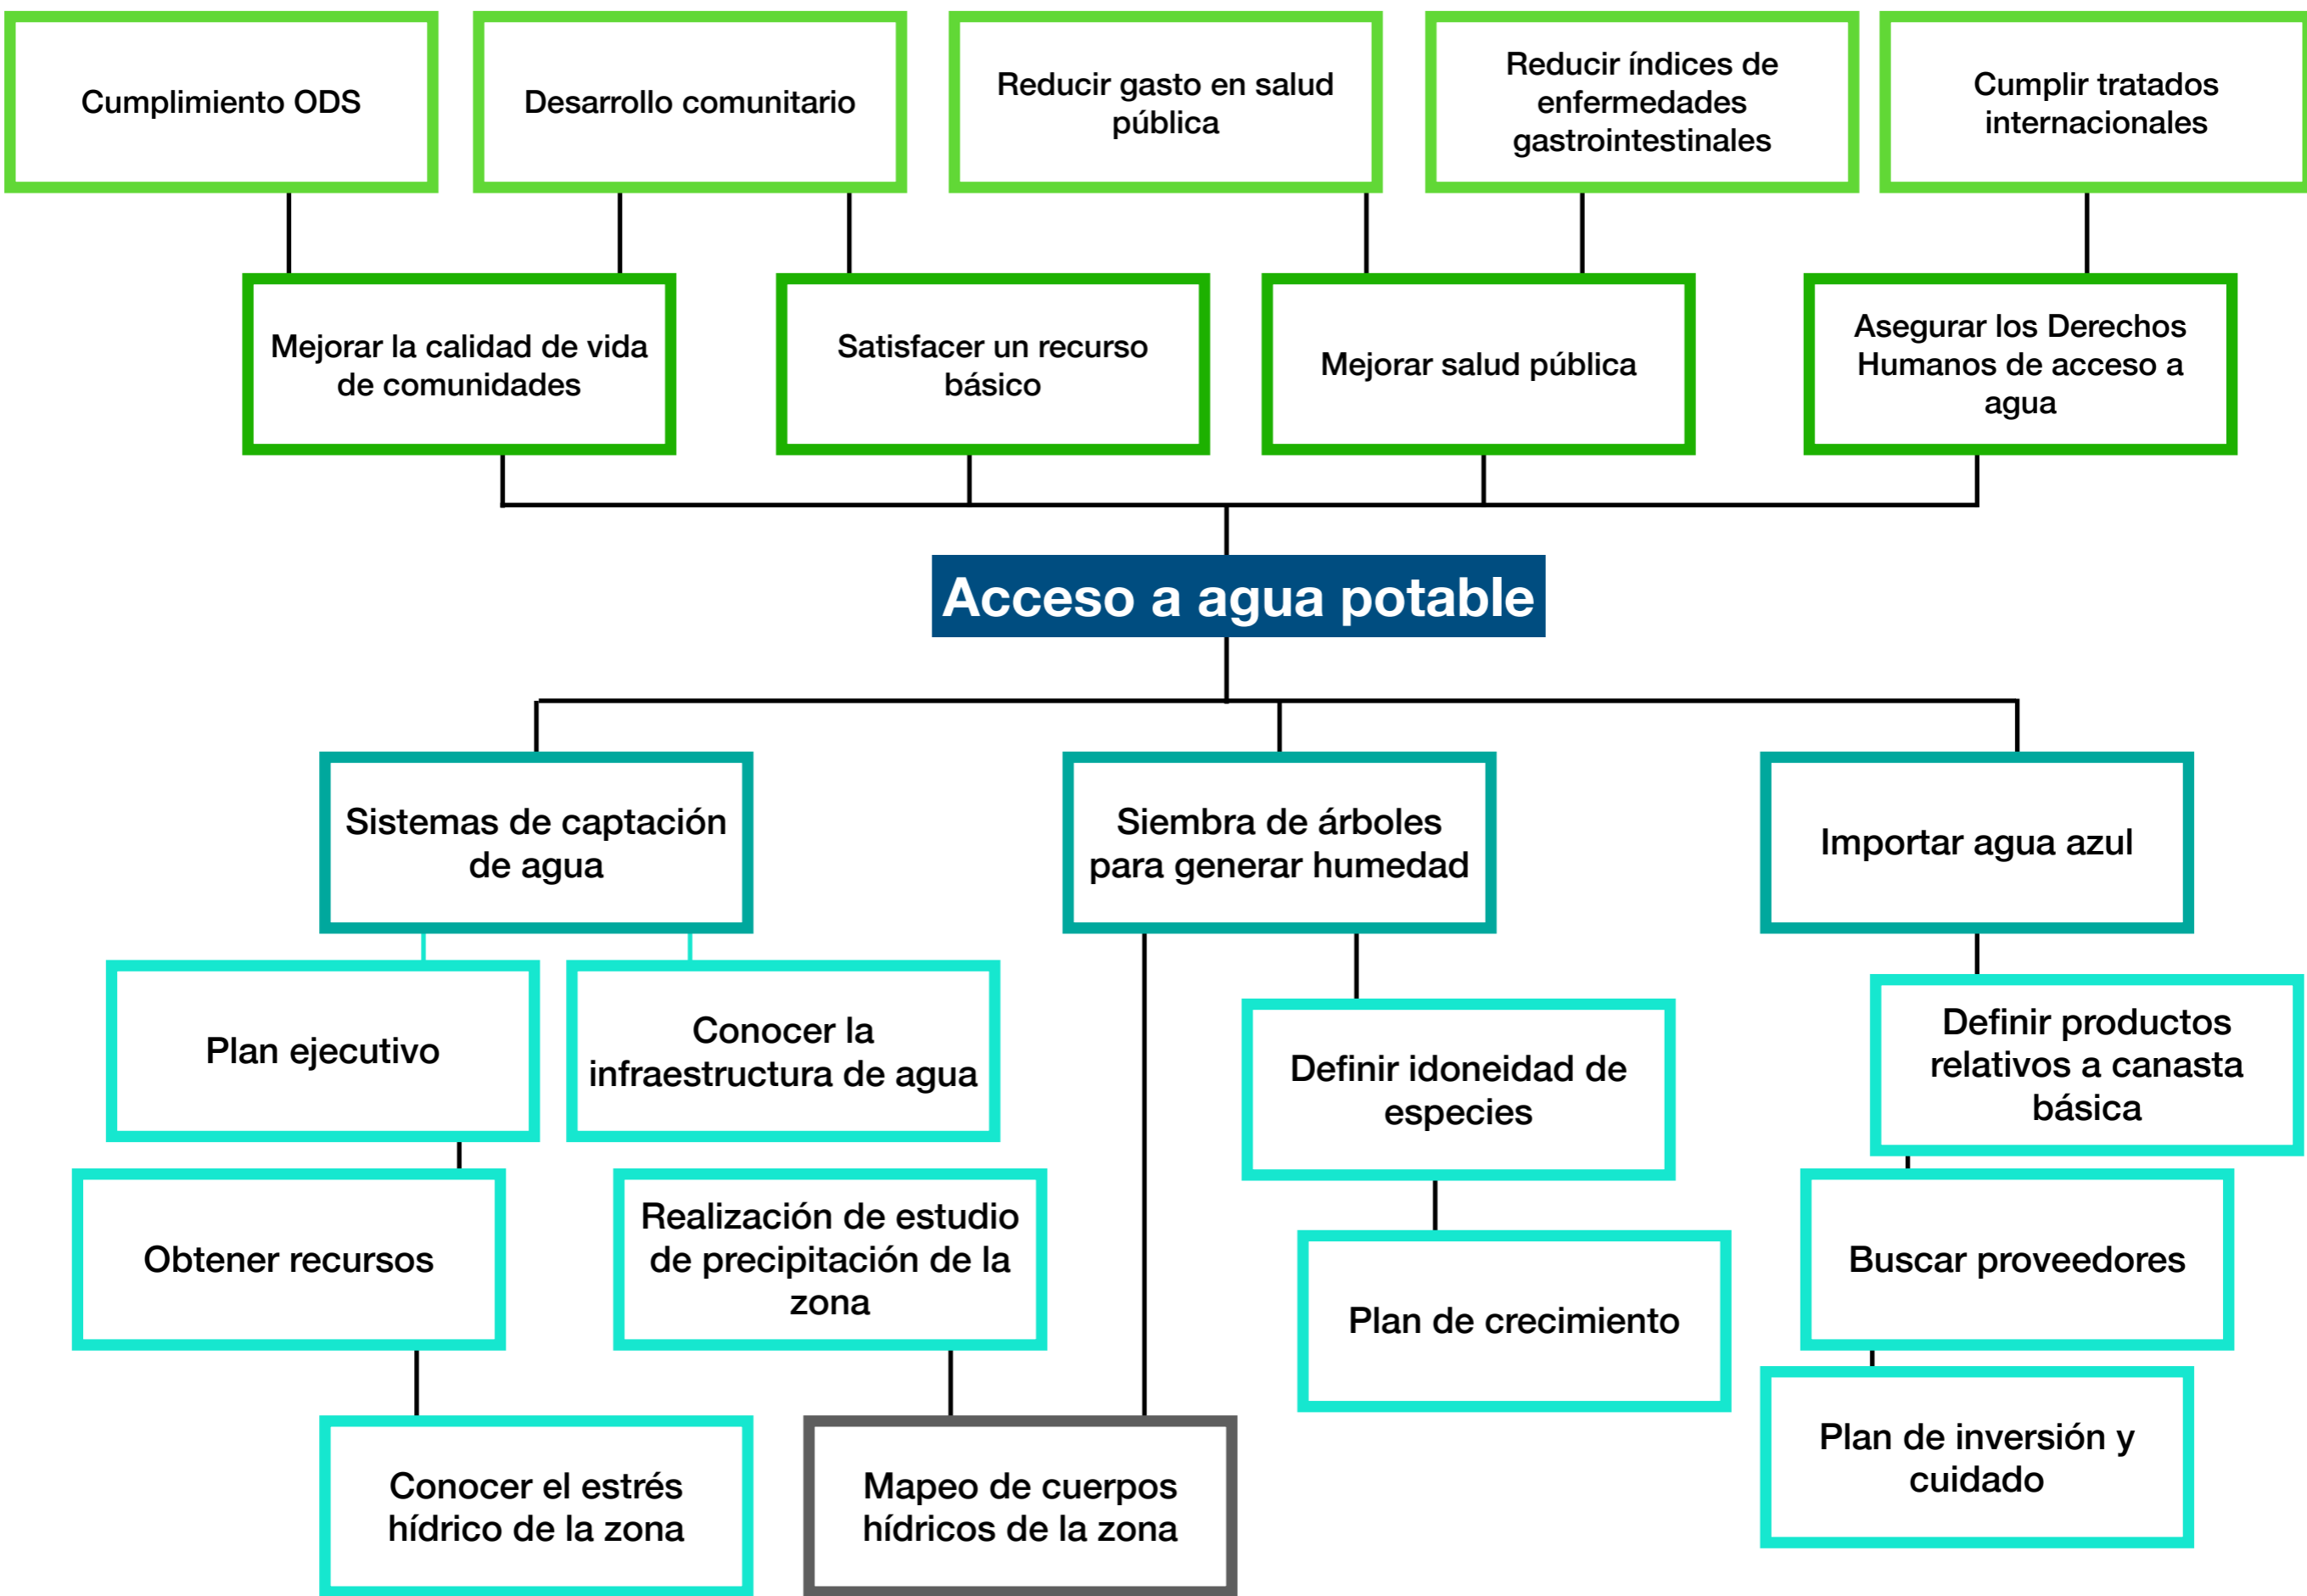 Cumplimiento ODS
Desarrollo comunitario
Reducir gasto en salud
pública
Reducir índices de
enfermedades
gastrointestinales
Cumplir tratados
internacionales
Mejorar la calidad de vida
de comunidades
Satisfacer un recurso
básico
Mejorar salud pública
Asegurar los Derechos
Humanos de acceso a
agua
Acceso a agua potable
Sistemas de captación
de agua
Siembra de árboles
para generar humedad
Importar agua azul
Plan ejecutivo
Conocer la
infraestructura de agua
Definir idoneidad de
especies
Definir productos
relativos a canasta
básica
Obtener recursos
Realización de estudio
de precipitación de la
zona
Plan de crecimiento
Buscar proveedores
Conocer el estrés
hídrico de la zona
Mapeo de cuerpos
hídricos de la zona
Plan de inversión y
cuidado